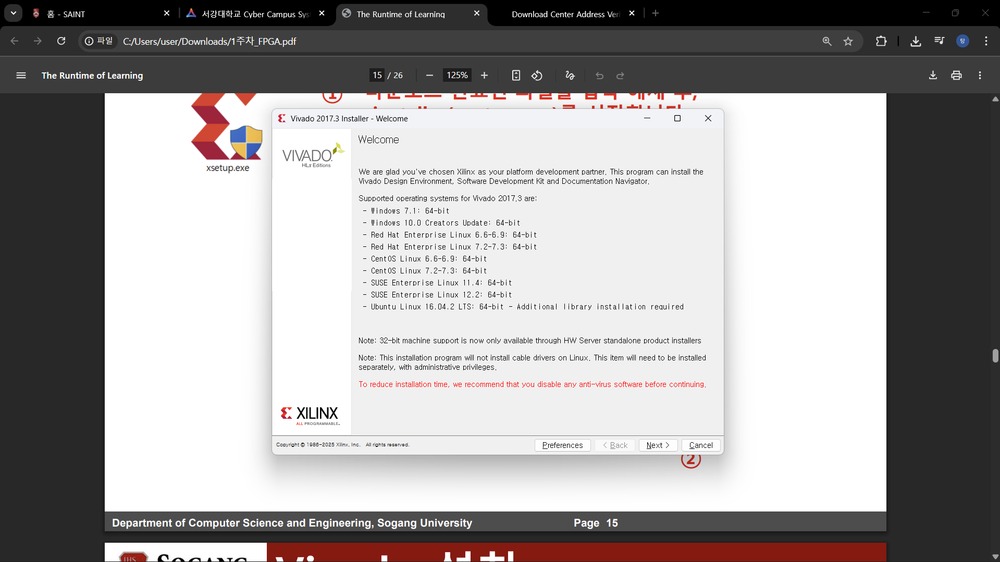 홈 - SAINT
서강대학교 Cyber Campus Sys
The Runtime of Learning
Download Center Address Veri
파일
C:/Users/user/Downloads/1주차_FPGA.pdf
탕
The Runtime of Learning
15 / 26
125%
①
xsetup.exe
Vivado 2017.3 Installer - Welcome
VIVADO.
HLx Editions
Welcome
We are glad you've chosen Xilinx as your platform development partner. This program can install the
Vivado Design Environment, Software Development Kit and Documentation Navigator.
Supported operating systems for Vivado 2017.3 are:
- Windows 7.1: 64-bit
- Windows 10.0 Creators Update: 64-bit
- Red Hat Enterprise Linux 6.6-6.9: 64-bit
- Red Hat Enterprise Linux 7.2-7.3: 64-bit
- CentOS Linux 6.6-6.9: 64-bit
- CentOS Linux 7.2-7.3: 64-bit
- SUSE Enterprise Linux 11.4: 64-bit
- SUSE Enterprise Linux 12.2: 64-bit
- Ubuntu Linux 16.04.2 LTS: 64-bit - Additional library installation required
Note: 32-bit machine support is now only available through HW Server standalone product installers
Note: This installation program will not install cable drivers on Linux. This item will need to be installed
separately, with administrative privileges.
To reduce installation time, we recommend that you disable any anti-virus software before continuing.
XILINX
ALL PROGRAMMABLE™
Copyright © 1986-2025 Xilinx, Inc. All rights reserved.
Preferences
< Back
Next >
Cancel
②
Department of Computer Science and Engineering, Sogang University
Page 15
IHS
SOGANG